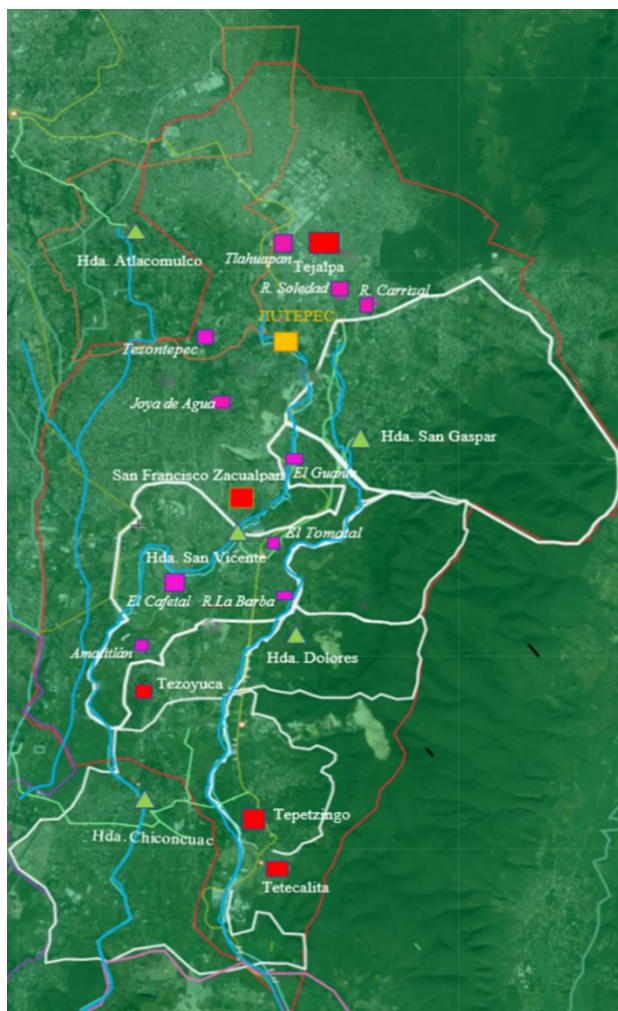 Hda. Atlacomulco
Tlahuapan
Tejalpa
R. Soledad
R. Carrizal
JIUTEPEC
Tezontepec
Joya de Agua
Hda. San Gaspar
San Francisco Zacualpan
El Guante
El Tomatal
Hda. San Vicente
El Cafetal
R.La Barba
Hda. Dolores
Amatitlán
Tezoyuca
Hda. Chiconcuac
Tepetzingo
Tetecalita